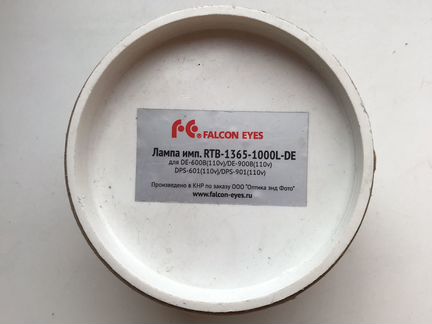 FALCON EYES
Лампа имп. RTB-1365-1000L-DE
для DE-600B(110v)/DE-900B(110v)
DPS-601(110v)/DPS-901(110v)
Произведено в КНР по заказу ООО "Оптика энд Фото"
www.falcon-eyes.ru